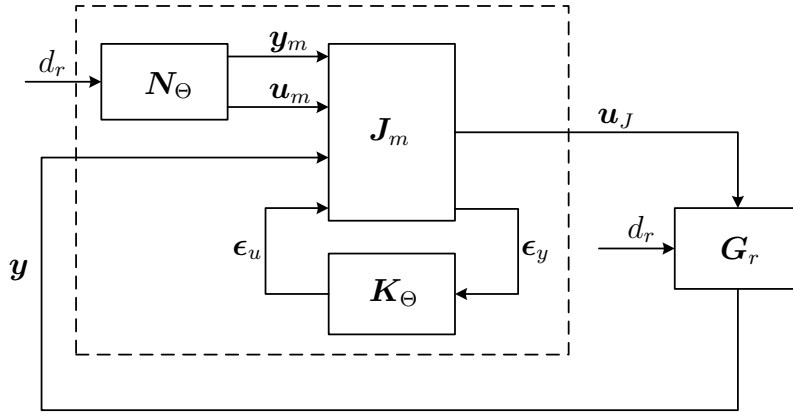 d_r
N_Θ
y_m
u_m
J_m
u_J
d_r
G_r
y
ϵ_u
K_Θ
ϵ_y